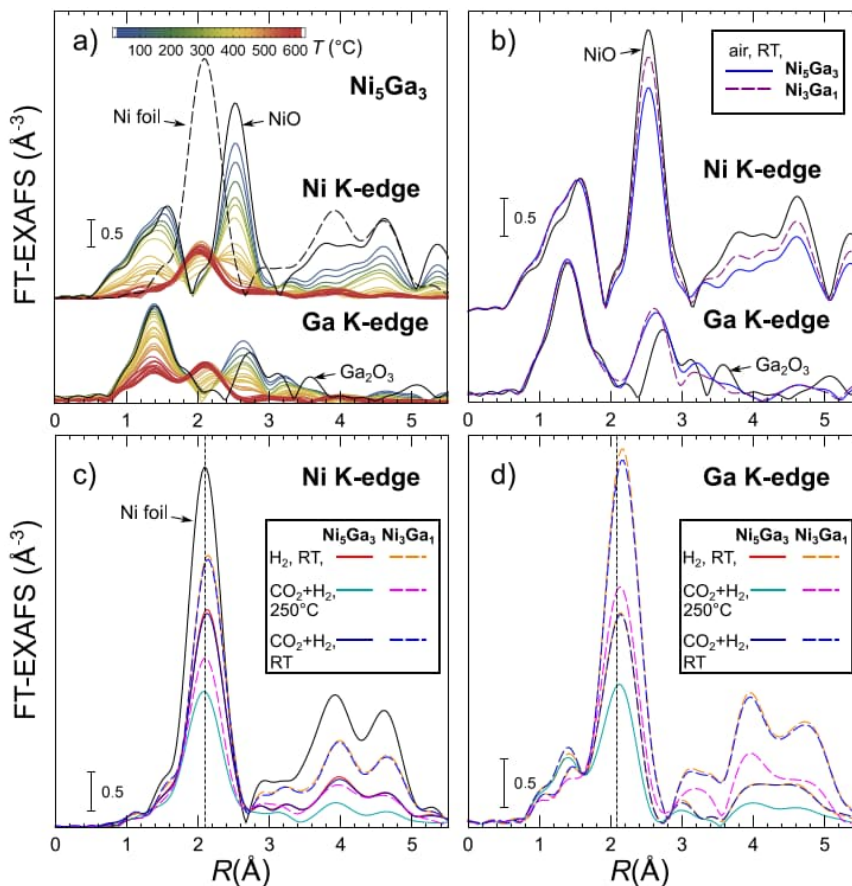 a)
100 200 300 400 500 600 T (°C)
Ni₅Ga₃
Ni foil
NiO
Ni K-edge
0.5
Ga K-edge
Ga₂O₃
0 1 2 3 4 5
FT-EXAFS (Å⁻³)
b)
NiO
air, RT,
Ni₅Ga₃
Ni₃Ga₁
Ni K-edge
0.5
Ga K-edge
Ga₂O₃
0 1 2 3 4 5
c)
Ni K-edge
Ni foil
Ni₅Ga₃ Ni₃Ga₁
H₂, RT,
CO₂+H₂,
250°C
CO₂+H₂,
RT
0.5
0 1 2 3 4 5
R(Å)
FT-EXAFS (Å⁻³)
d)
Ga K-edge
Ni₅Ga₃ Ni₃Ga₁
H₂, RT,
CO₂+H₂,
250°C
CO₂+H₂,
RT
0.5
0 1 2 3 4 5
R(Å)